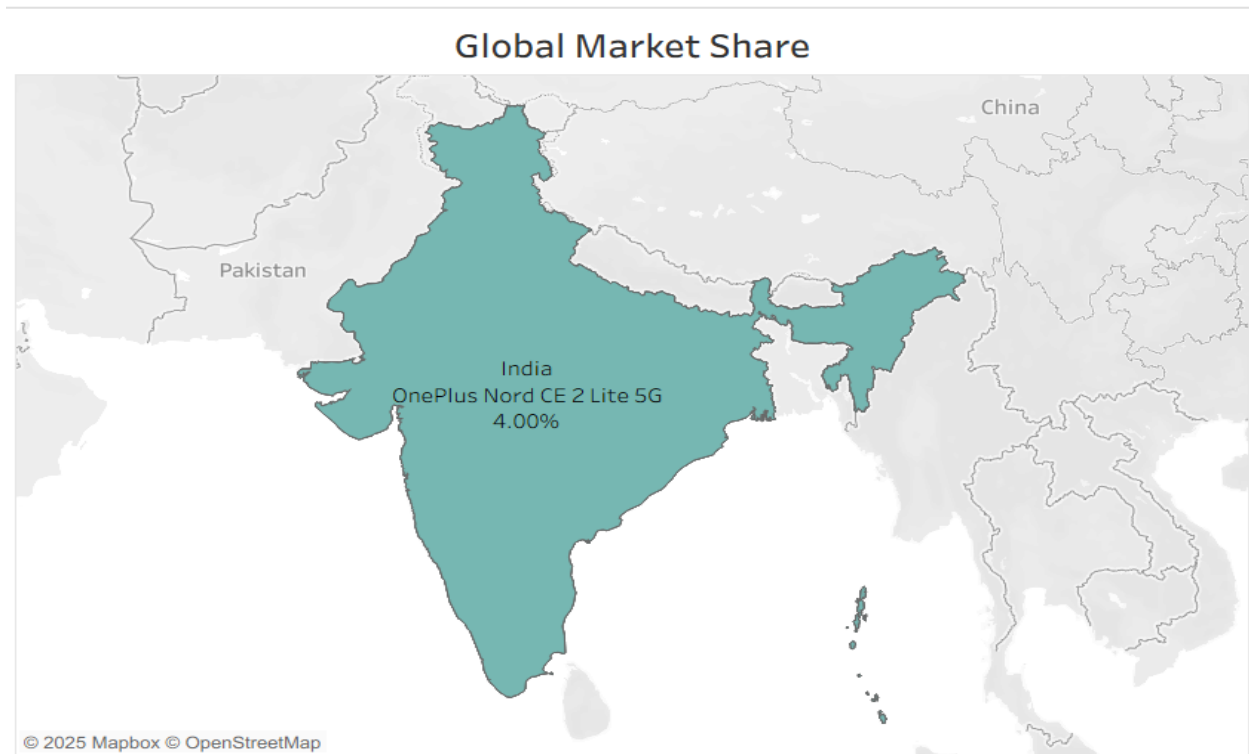 Global Market Share
China
Pakistan
India
OnePlus Nord CE 2 Lite 5G
4.00%
© 2025 Mapbox © OpenStreetMap